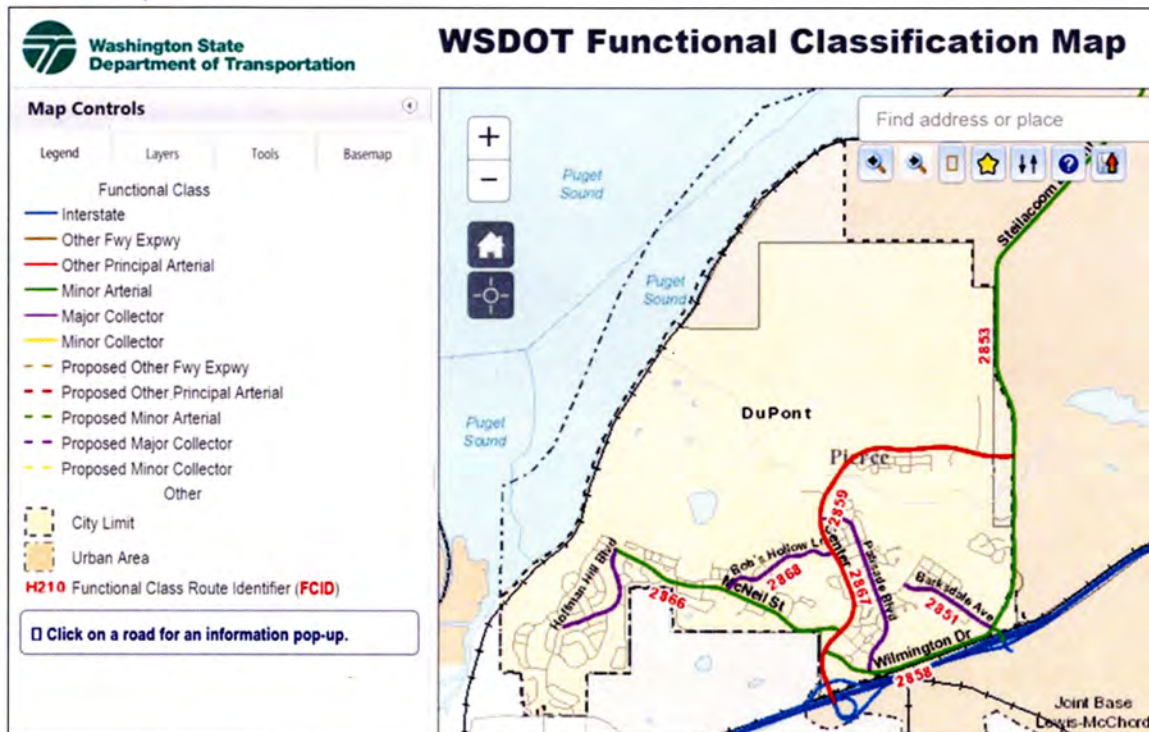 Washington State
Department of Transportation
WSDOT Functional Classification Map
Map Controls
Legend
Layers
Tools
Basemap
Functional Class
Interstate
Other Fwy Expwy
Other Principal Arterial
Minor Arterial
Major Collector
Minor Collector
Proposed Other Fwy Expwy
Proposed Other Principal Arterial
Proposed Minor Arterial
Proposed Major Collector
Proposed Minor Collector
Other
City Limit
Urban Area
H210 Functional Class Route Identifier (FCID)
Click on a road for an information pop-up.
+
−
Find address or place
?
Puget
Sound
Puget
Sound
Puget
Sound
Steilacoom
2853
DuPont
Pierce
2859
Center
Bob's Hollow Ln
2868
Palisade Blvd
2867
Barksdale Ave
2851
Hoffman Hill Blvd
2866
McNeil St
Wilmington Dr
2858
Joint Base
Lewis-McChord